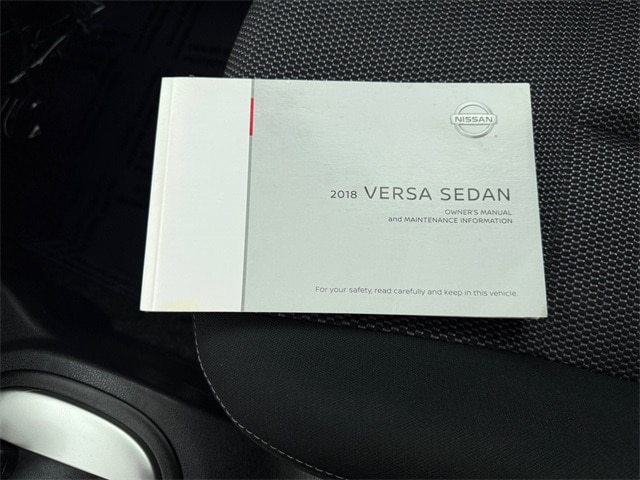 NISSAN
2018 VERSA SEDAN
OWNER'S MANUAL
and MAINTENANCE INFORMATION
For your safety, read carefully and keep in this vehicle.